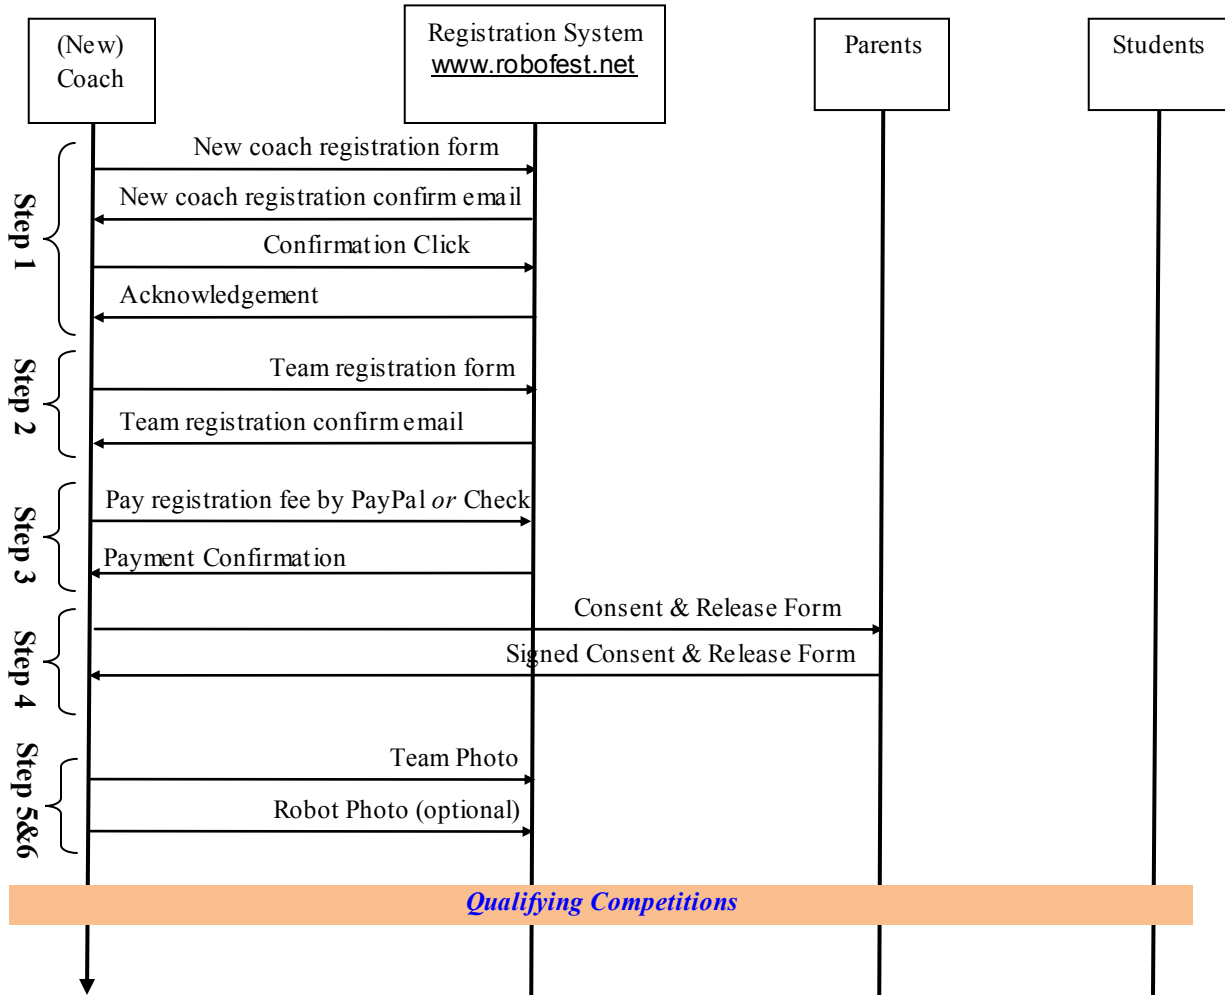 (New)
Coach
Registration System
www.robofest.net
Parents
Students
Step 1
New coach registration form
New coach registration confirm email
Confirmation Click
Acknowledgement
Step 2
Team registration form
Team registration confirm email
Step 3
Pay registration fee by PayPal or Check
Payment Confirmation
Step 4
Consent & Release Form
Signed Consent & Release Form
Step 5&6
Team Photo
Robot Photo (optional)
Qualifying Competitions